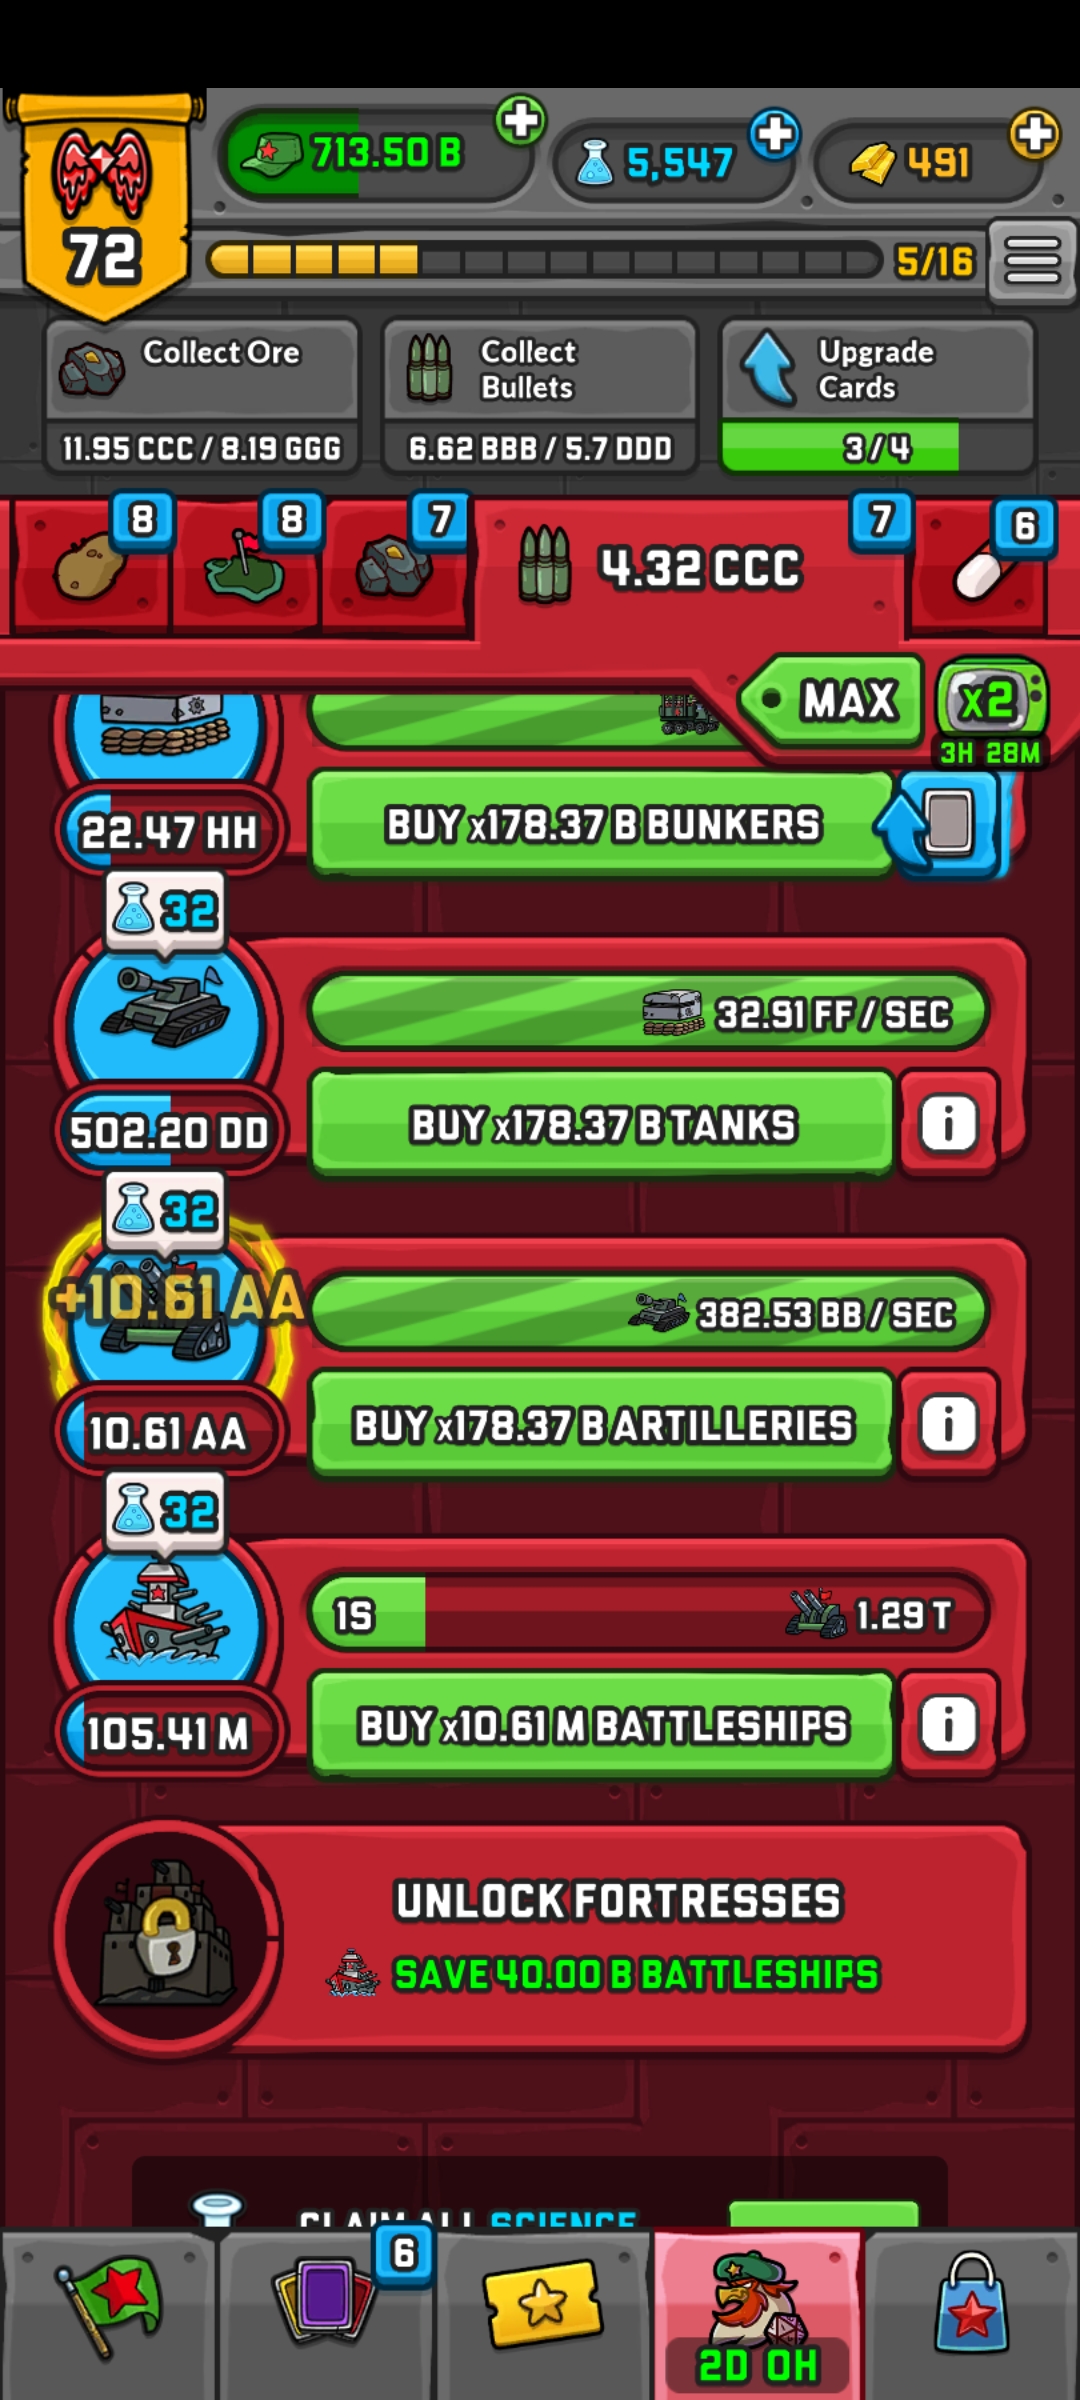 713.50 B
5,547
491
72
5/16
Collect Ore
11.95 CCC / 8.19 GGG
Collect
Bullets
6.62 BBB / 5.7 DDD
Upgrade
Cards
3 / 4
8
8
7
4.32 CCC
7
6
MAX
x2
3H 28M
22.47 HH
BUY x178.37 B BUNKERS
32
32.91 FF / SEC
502.20 DD
BUY x178.37 B TANKS
32
+10.61 AA
382.53 BB / SEC
10.61 AA
BUY x178.37 B ARTILLERIES
32
1S
1.29 T
105.41 M
BUY x10.61 M BATTLESHIPS
UNLOCK FORTRESSES
SAVE 40.00 B BATTLESHIPS
CLAIM ALL SCIENCE
6
2D 0H